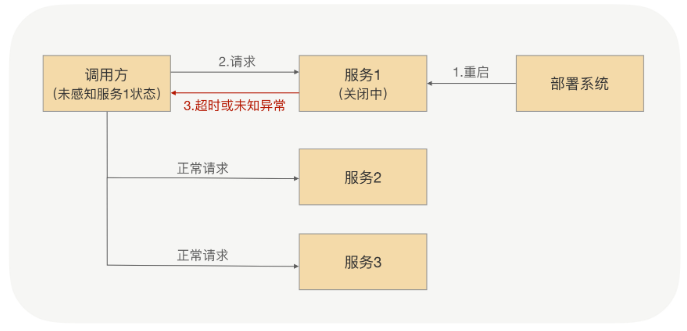 调用方
（未感知服务1状态）
2.请求
服务1
（关闭中）
1.重启
部署系统
3.超时或未知异常
正常请求
服务2
正常请求
服务3